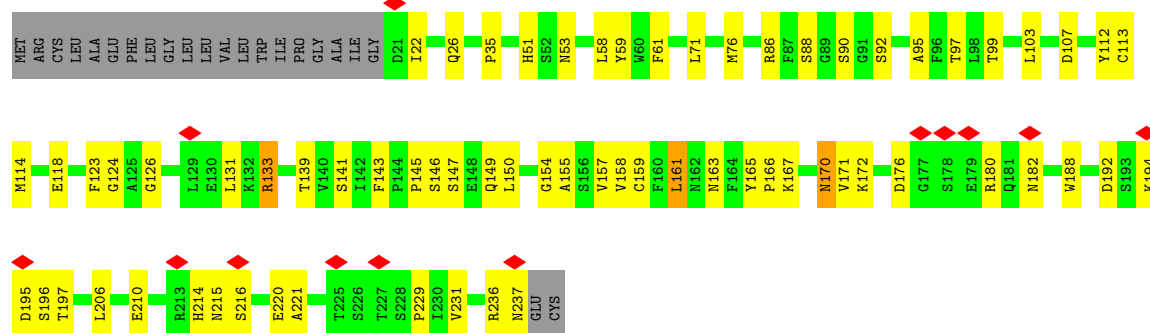 MET ARG CYS LEU ALA GLU PHE LEU GLY LEU LEU VAL LEU TRP ILE PRO GLY ALA ILE GLY D21 I22 Q26 P35 H51 S52 N53 L58 Y59 W60 F61 L71 M76 R86 F87 S88 G89 S90 G91 S92 A95 F96 T97 L98 T99 L103 D107 Y112 C113
M114 E118 F123 G124 A125 G126 L129 E130 L131 K132 R133 T139 V140 S141 I142 F143 P144 P145 S146 S147 E148 Q149 L150 G154 A155 S156 V157 V158 C159 F160 L161 N162 N163 F164 Y165 P166 K167 N170 V171 K172 D176 G177 S178 E179 R180 Q181 N182 W188 D192 S193 K194
D195 S196 T197 L206 E210 R213 H214 N215 S216 E220 A221 T225 S226 T227 S228 P229 I230 V231 R236 N237 GLU CYS